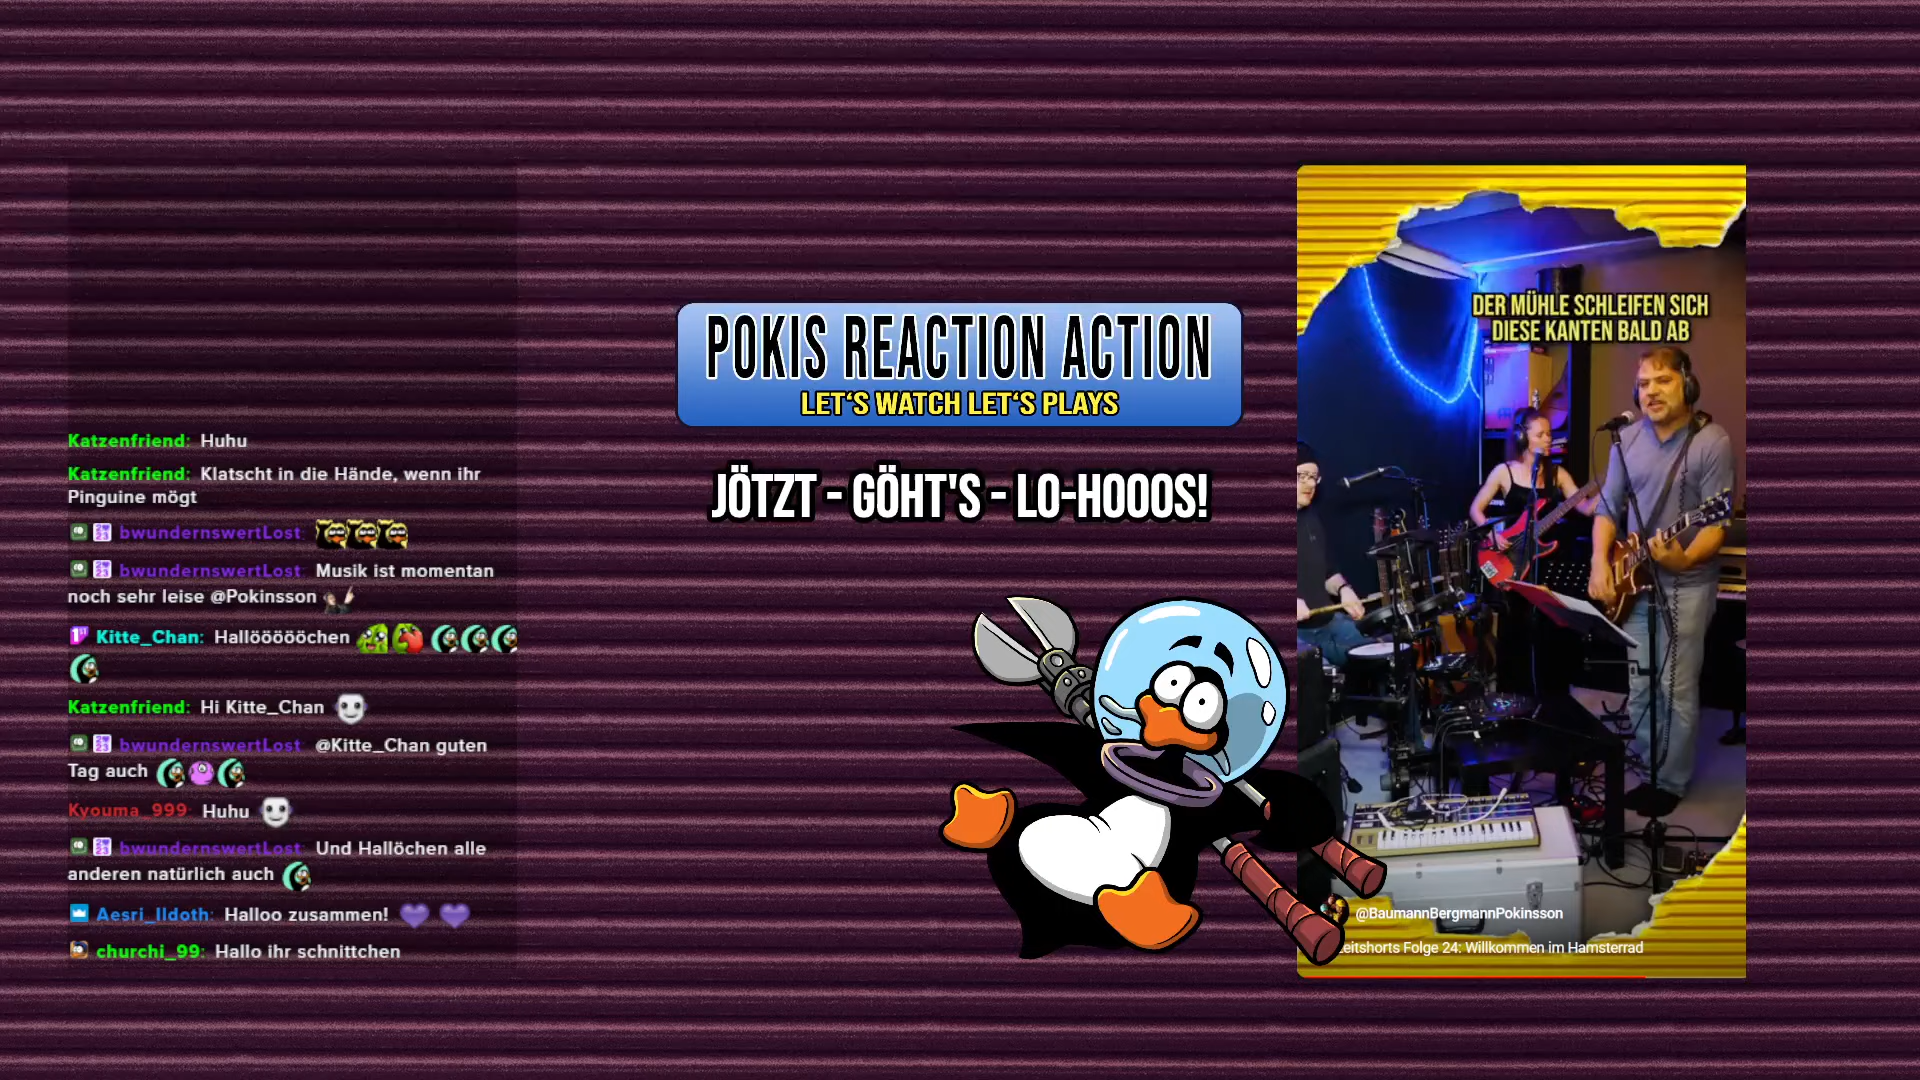 Katzenfriend: Huhu
Katzenfriend: Klatscht in die Hände, wenn ihr
Pinguine mögt
bwundernswertLost:
bwundernswertLost: Musik ist momentan
noch sehr leise @Pokinsson
Kitte_Chan: Hallöööööchen
Katzenfriend: Hi Kitte_Chan
bwundernswertLost: @Kitte_Chan guten
Tag auch
Kyouma_999: Huhu
bwundernswertLost: Und Hallöchen alle
anderen natürlich auch
Aesri_Ildoth: Halloo zusammen!
churchi_99: Hallo ihr schnittchen
POKIS REACTION ACTION
LET'S WATCH LET'S PLAYS
JÖTZT - GÖHT'S - LO-HOOOS!
DER MÜHLE SCHLEIFEN SICH
DIESE KANTEN BALD AB
@BaumannBergmannPokinsson
eitshorts Folge 24: Willkommen im Hamsterrad